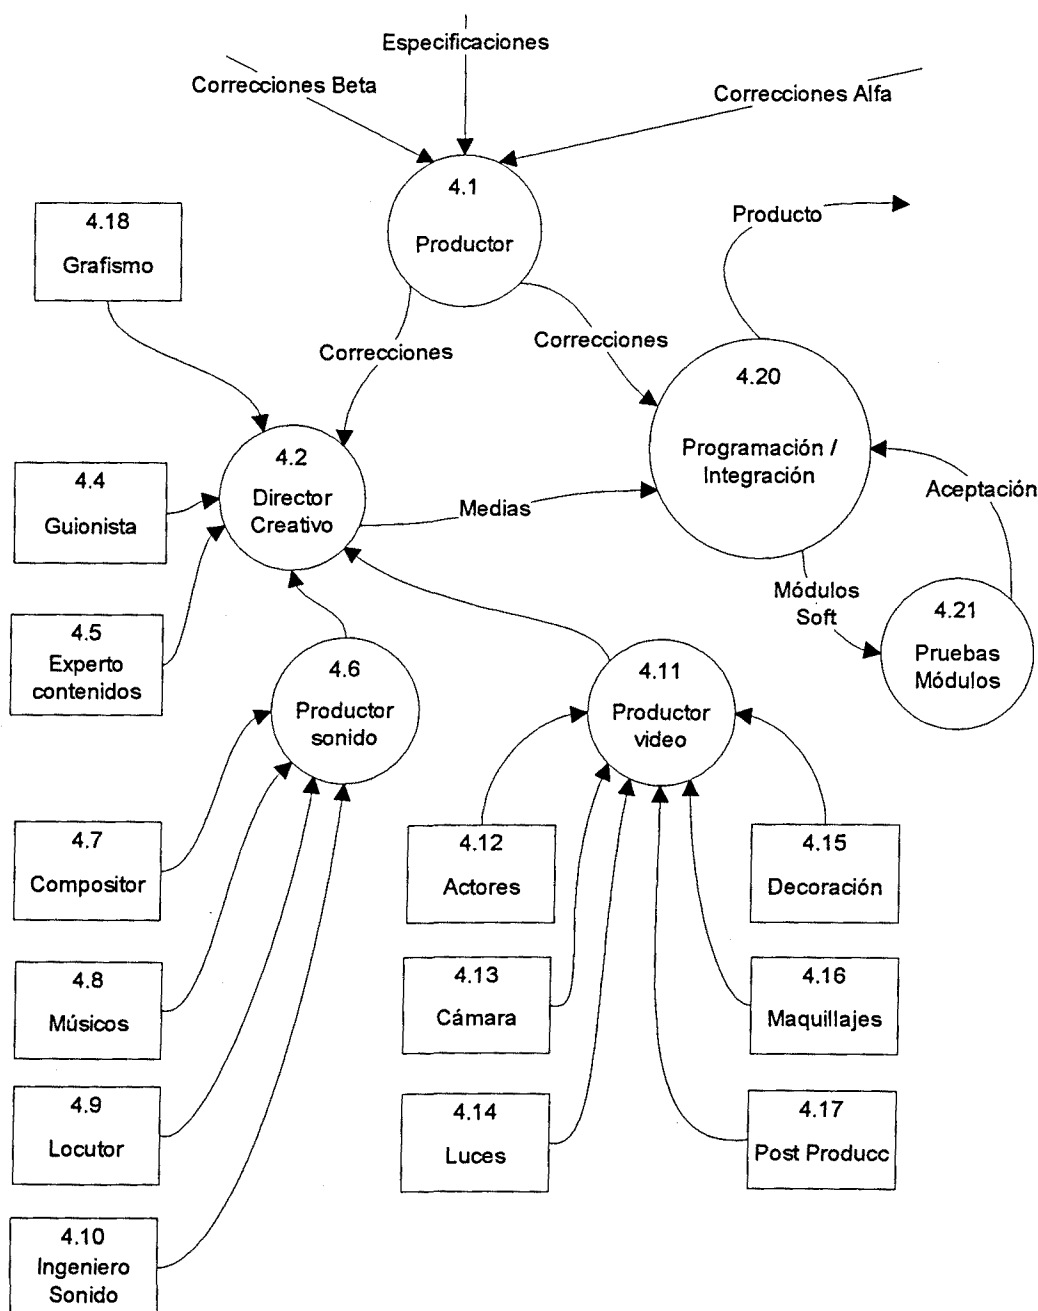 Especificaciones
Correcciones Beta
Correcciones Alfa
4.1
Productor
4.18
Grafismo
Producto
Correcciones
Correcciones
4.20
Programación /
Integración
4.2
Director
Creativo
4.4
Guionista
Medias
Aceptación
Módulos
Soft
4.21
Pruebas
Módulos
4.5
Experto
contenidos
4.6
Productor
sonido
4.11
Productor
video
4.7
Compositor
4.12
Actores
4.15
Decoración
4.8
Músicos
4.13
Cámara
4.16
Maquillajes
4.9
Locutor
4.14
Luces
4.17
Post Producc
4.10
Ingeniero
Sonido